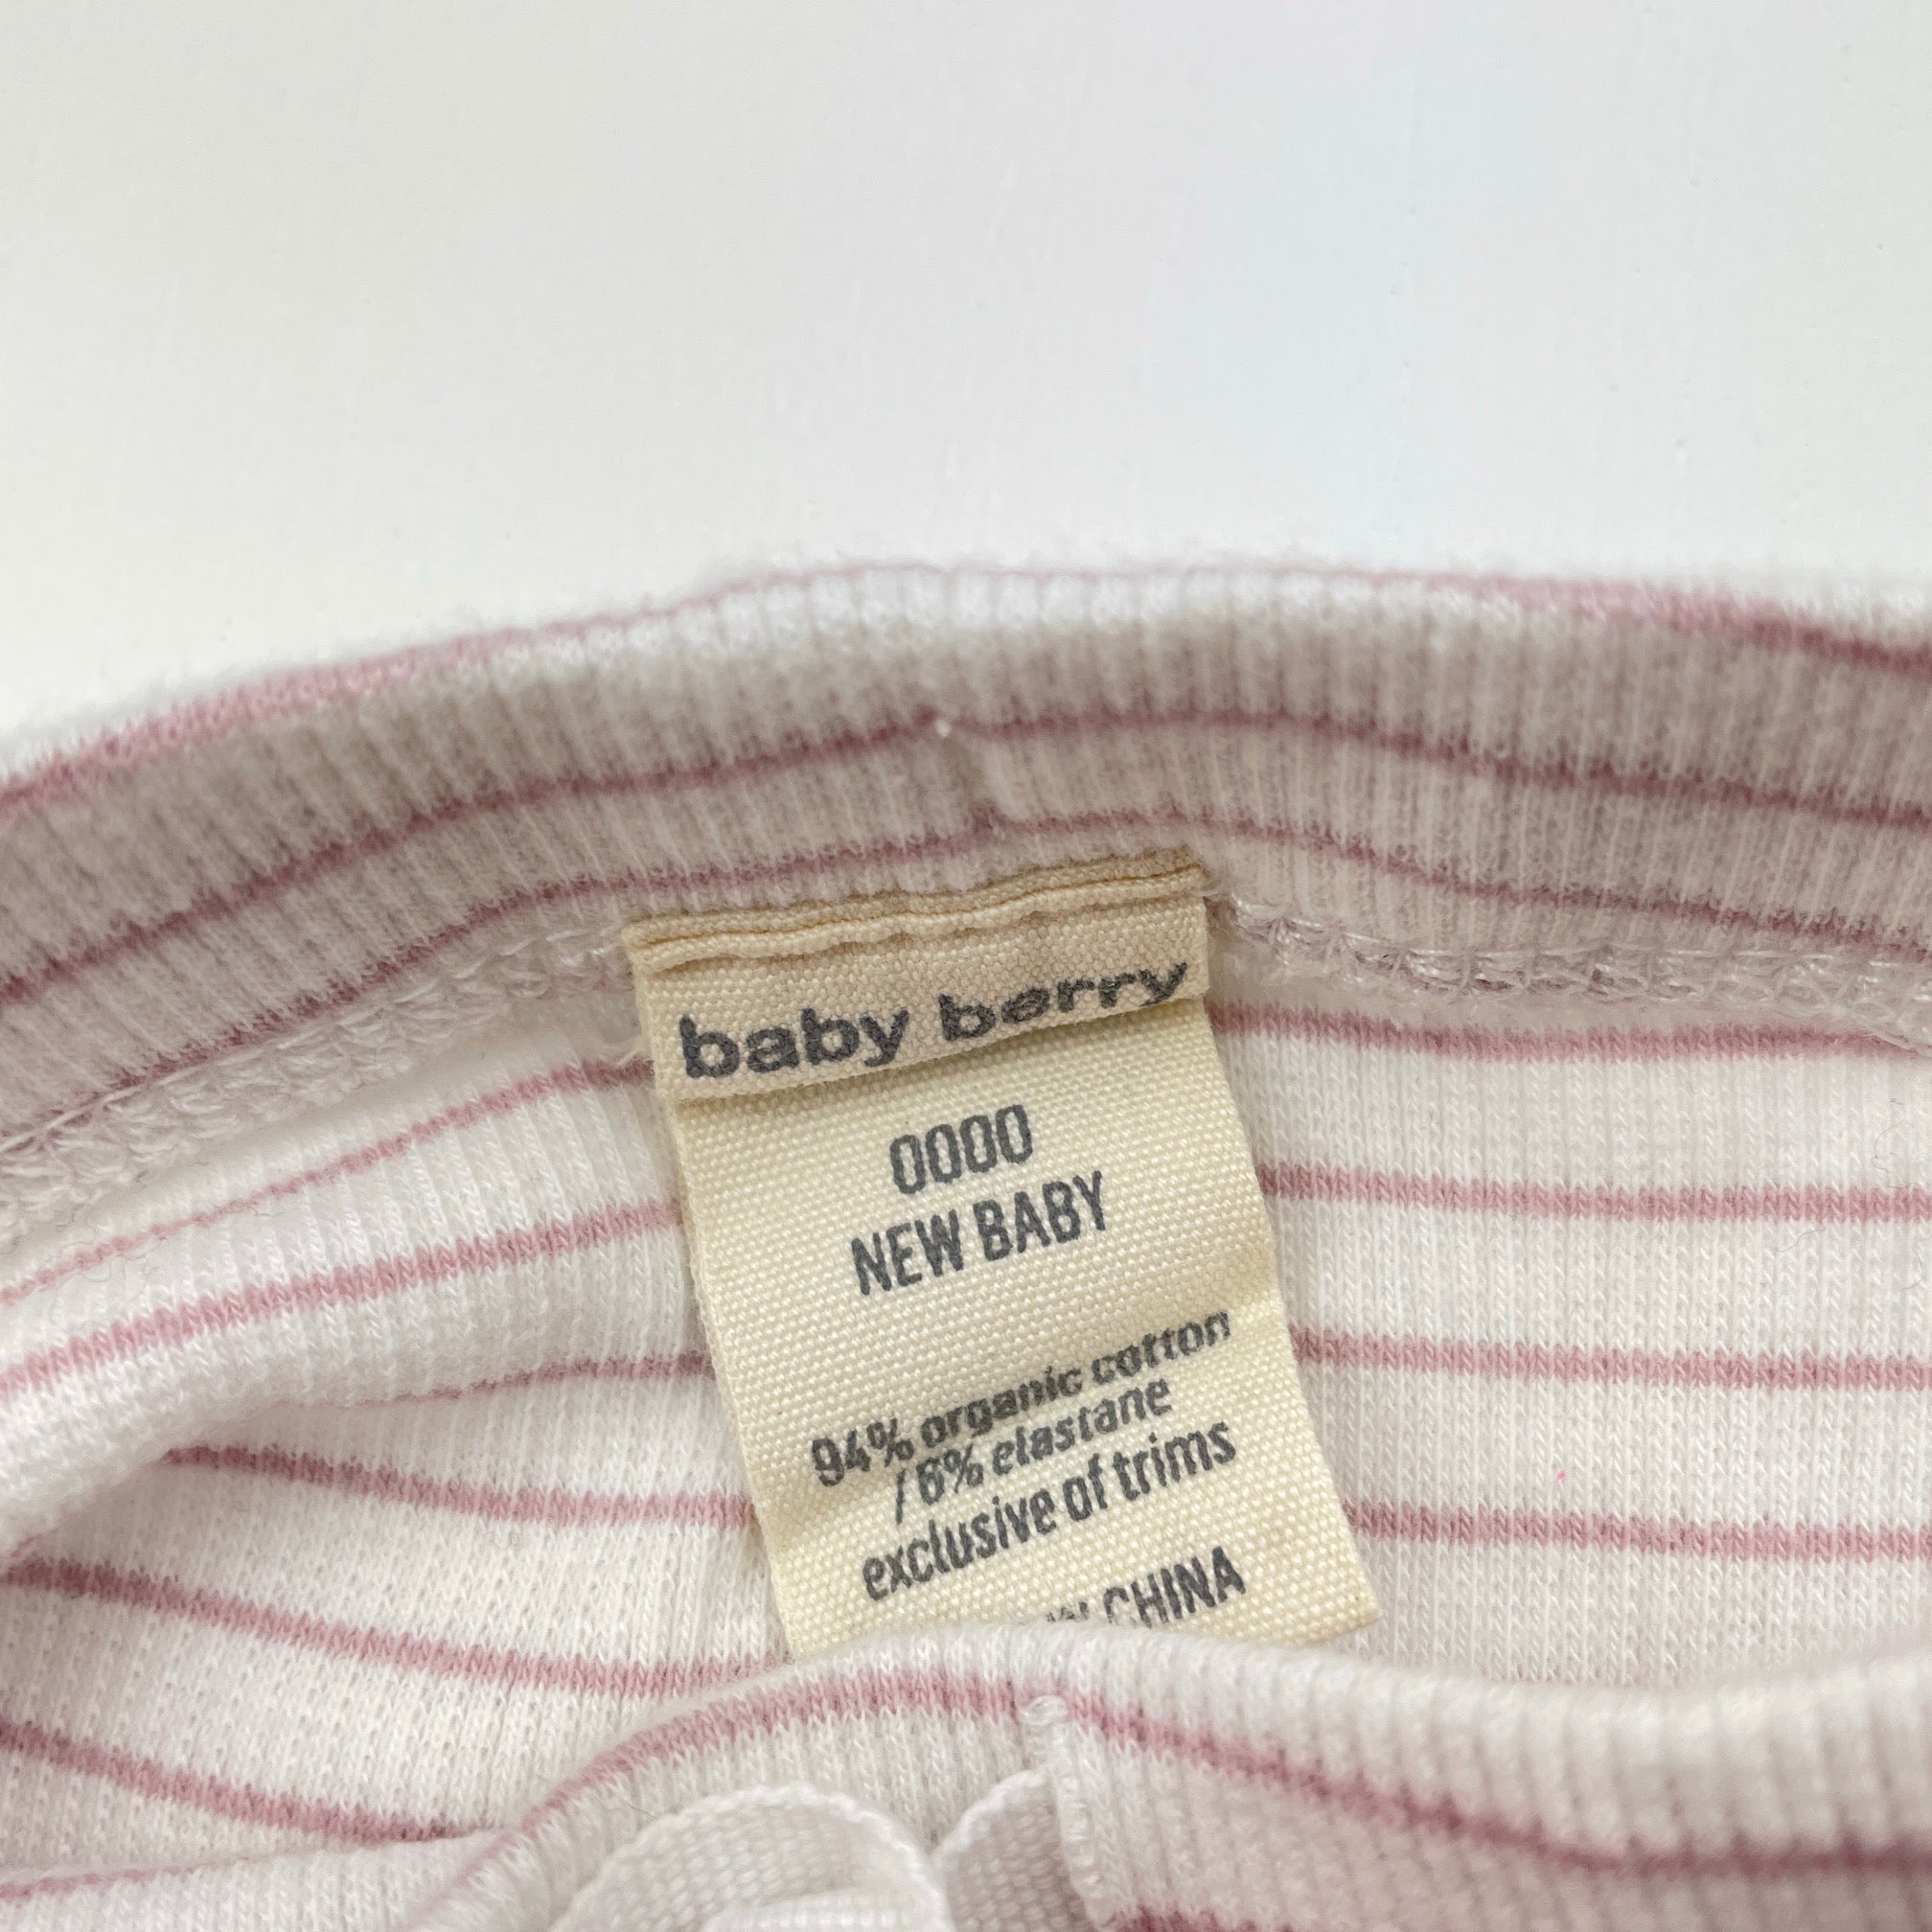 baby berry
0000
NEW BABY
94% organic cotton
/ 6% elastane
exclusive of trims
CHINA